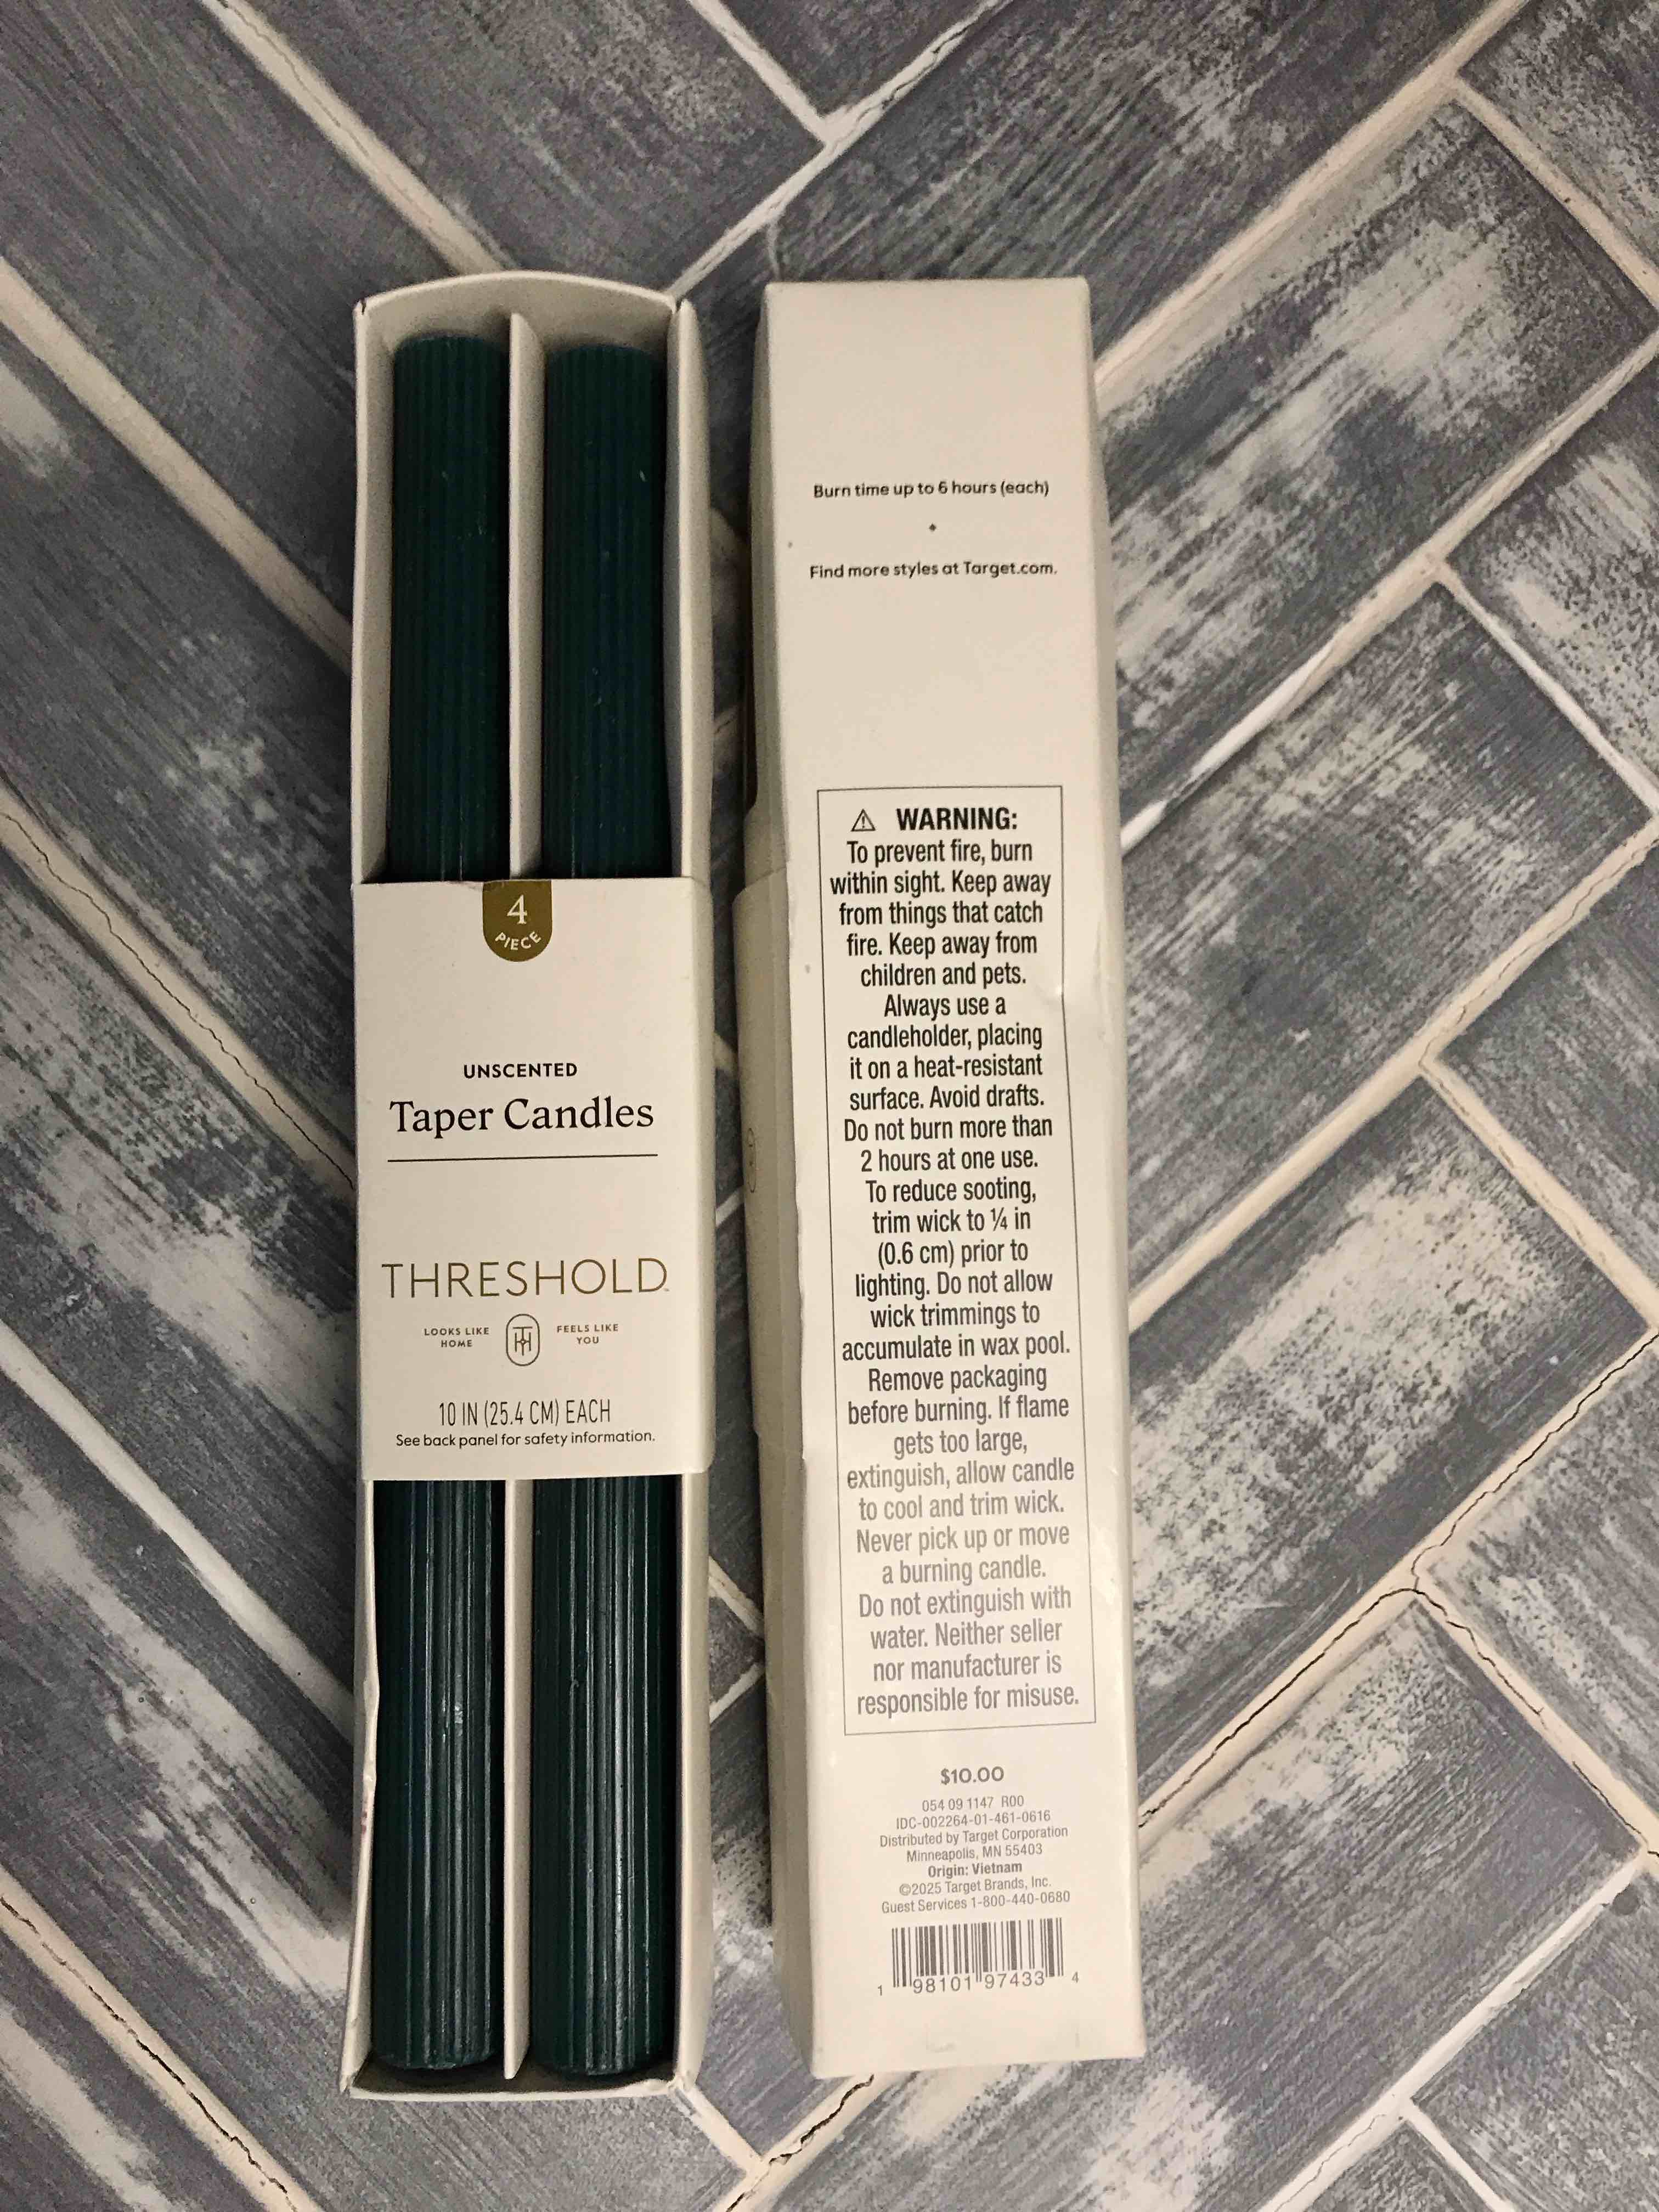 4
PIECE
UNSCENTED
Taper Candles
THRESHOLD™
LOOKS LIKE
HOME
FEELS LIKE
YOU
10 IN (25.4 CM) EACH
See back panel for safety information.
Burn time up to 6 hours (each)
Find more styles at Target.com.
⚠ WARNING:
To prevent fire, burn
within sight. Keep away
from things that catch
fire. Keep away from
children and pets.
Always use a
candleholder, placing
it on a heat-resistant
surface. Avoid drafts.
Do not burn more than
2 hours at one use.
To reduce sooting,
trim wick to ¼ in
(0.6 cm) prior to
lighting. Do not allow
wick trimmings to
accumulate in wax pool.
Remove packaging
before burning. If flame
gets too large,
extinguish, allow candle
to cool and trim wick.
Never pick up or move
a burning candle.
Do not extinguish with
water. Neither seller
nor manufacturer is
responsible for misuse.
$10.00
054 09 1147 R00
IDC-002264-01-461-0616
Distributed by Target Corporation
Minneapolis, MN 55403
Origin: Vietnam
©2025 Target Brands, Inc.
Guest Services 1-800-440-0680
1 98101 97433 4